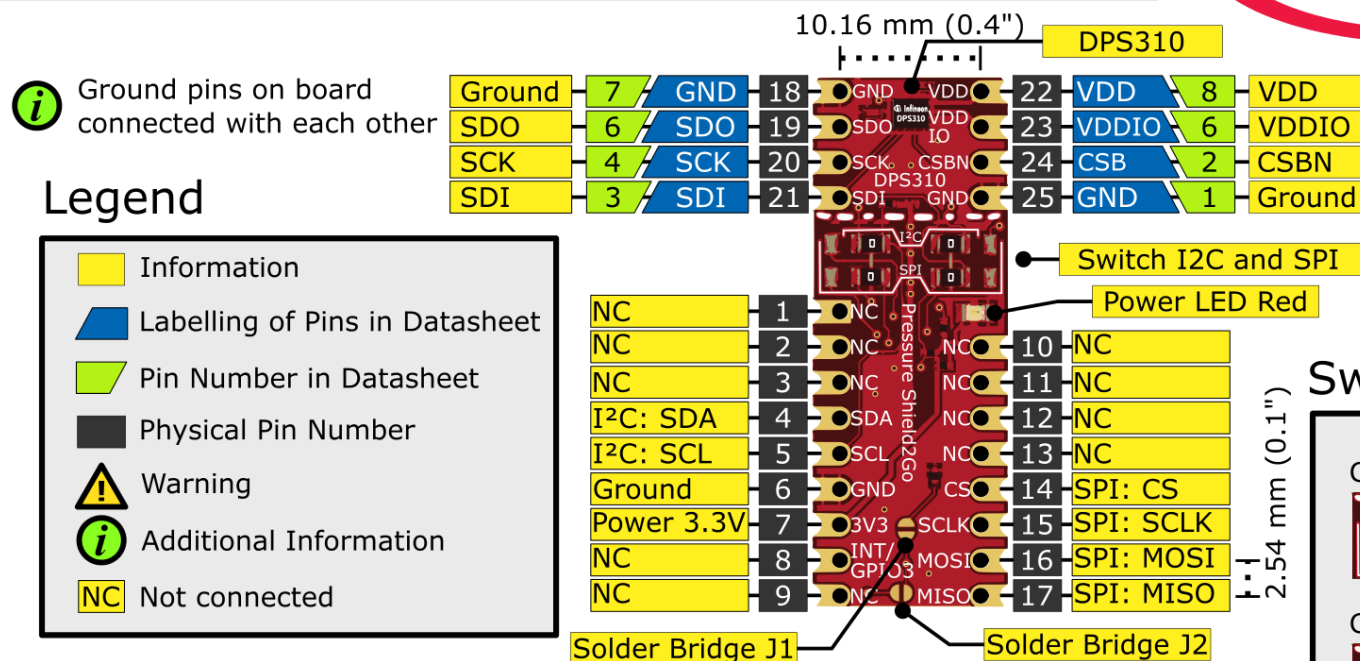 10.16 mm (0.4")
DPS310
Ground pins on board
connected with each other
Ground 7 GND 18 GND VDD 22 VDD 8 VDD
SDO 6 SDO 19 SDO VDD IO 23 VDDIO 6 VDDIO
SCK 4 SCK 20 SCK CSBN 24 CSB 2 CSBN
SDI 3 SDI 21 SDI GND 25 GND 1 Ground
Infineon
DPS310
DPS310
I²C
SPI
Switch I2C and SPI
Power LED Red
Pressure Shield2Go
NC 1 NC
NC 2 NC NC 10 NC
NC 3 NC NC 11 NC
I²C: SDA 4 SDA NC 12 NC
I²C: SCL 5 SCL NC 13 NC
Ground 6 GND CS 14 SPI: CS
Power 3.3V 7 3V3 SCLK 15 SPI: SCLK
NC 8 INT/ GPIO3 MOSI 16 SPI: MOSI
NC 9 NC MISO 17 SPI: MISO
2.54 mm (0.1")
Solder Bridge J1
Solder Bridge J2
Legend
Information
Labelling of Pins in Datasheet
Pin Number in Datasheet
Physical Pin Number
Warning
Additional Information
NC Not connected